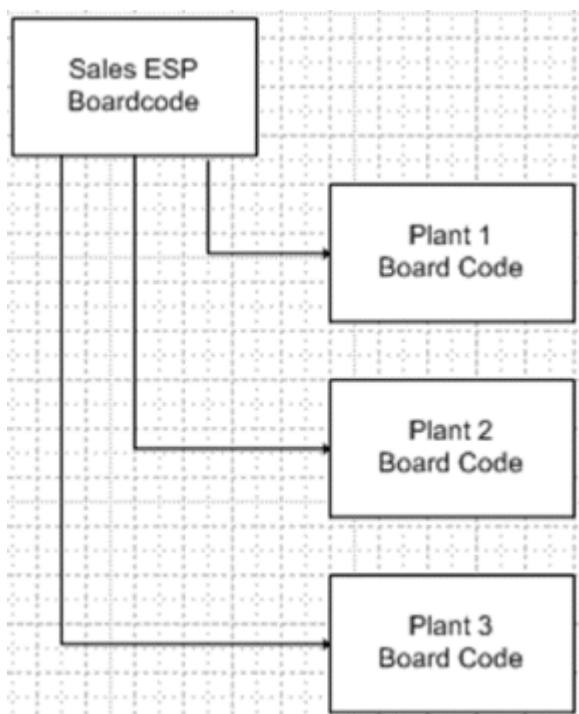 Sales ESP
Boardcode
Plant 1
Board Code
Plant 2
Board Code
Plant 3
Board Code